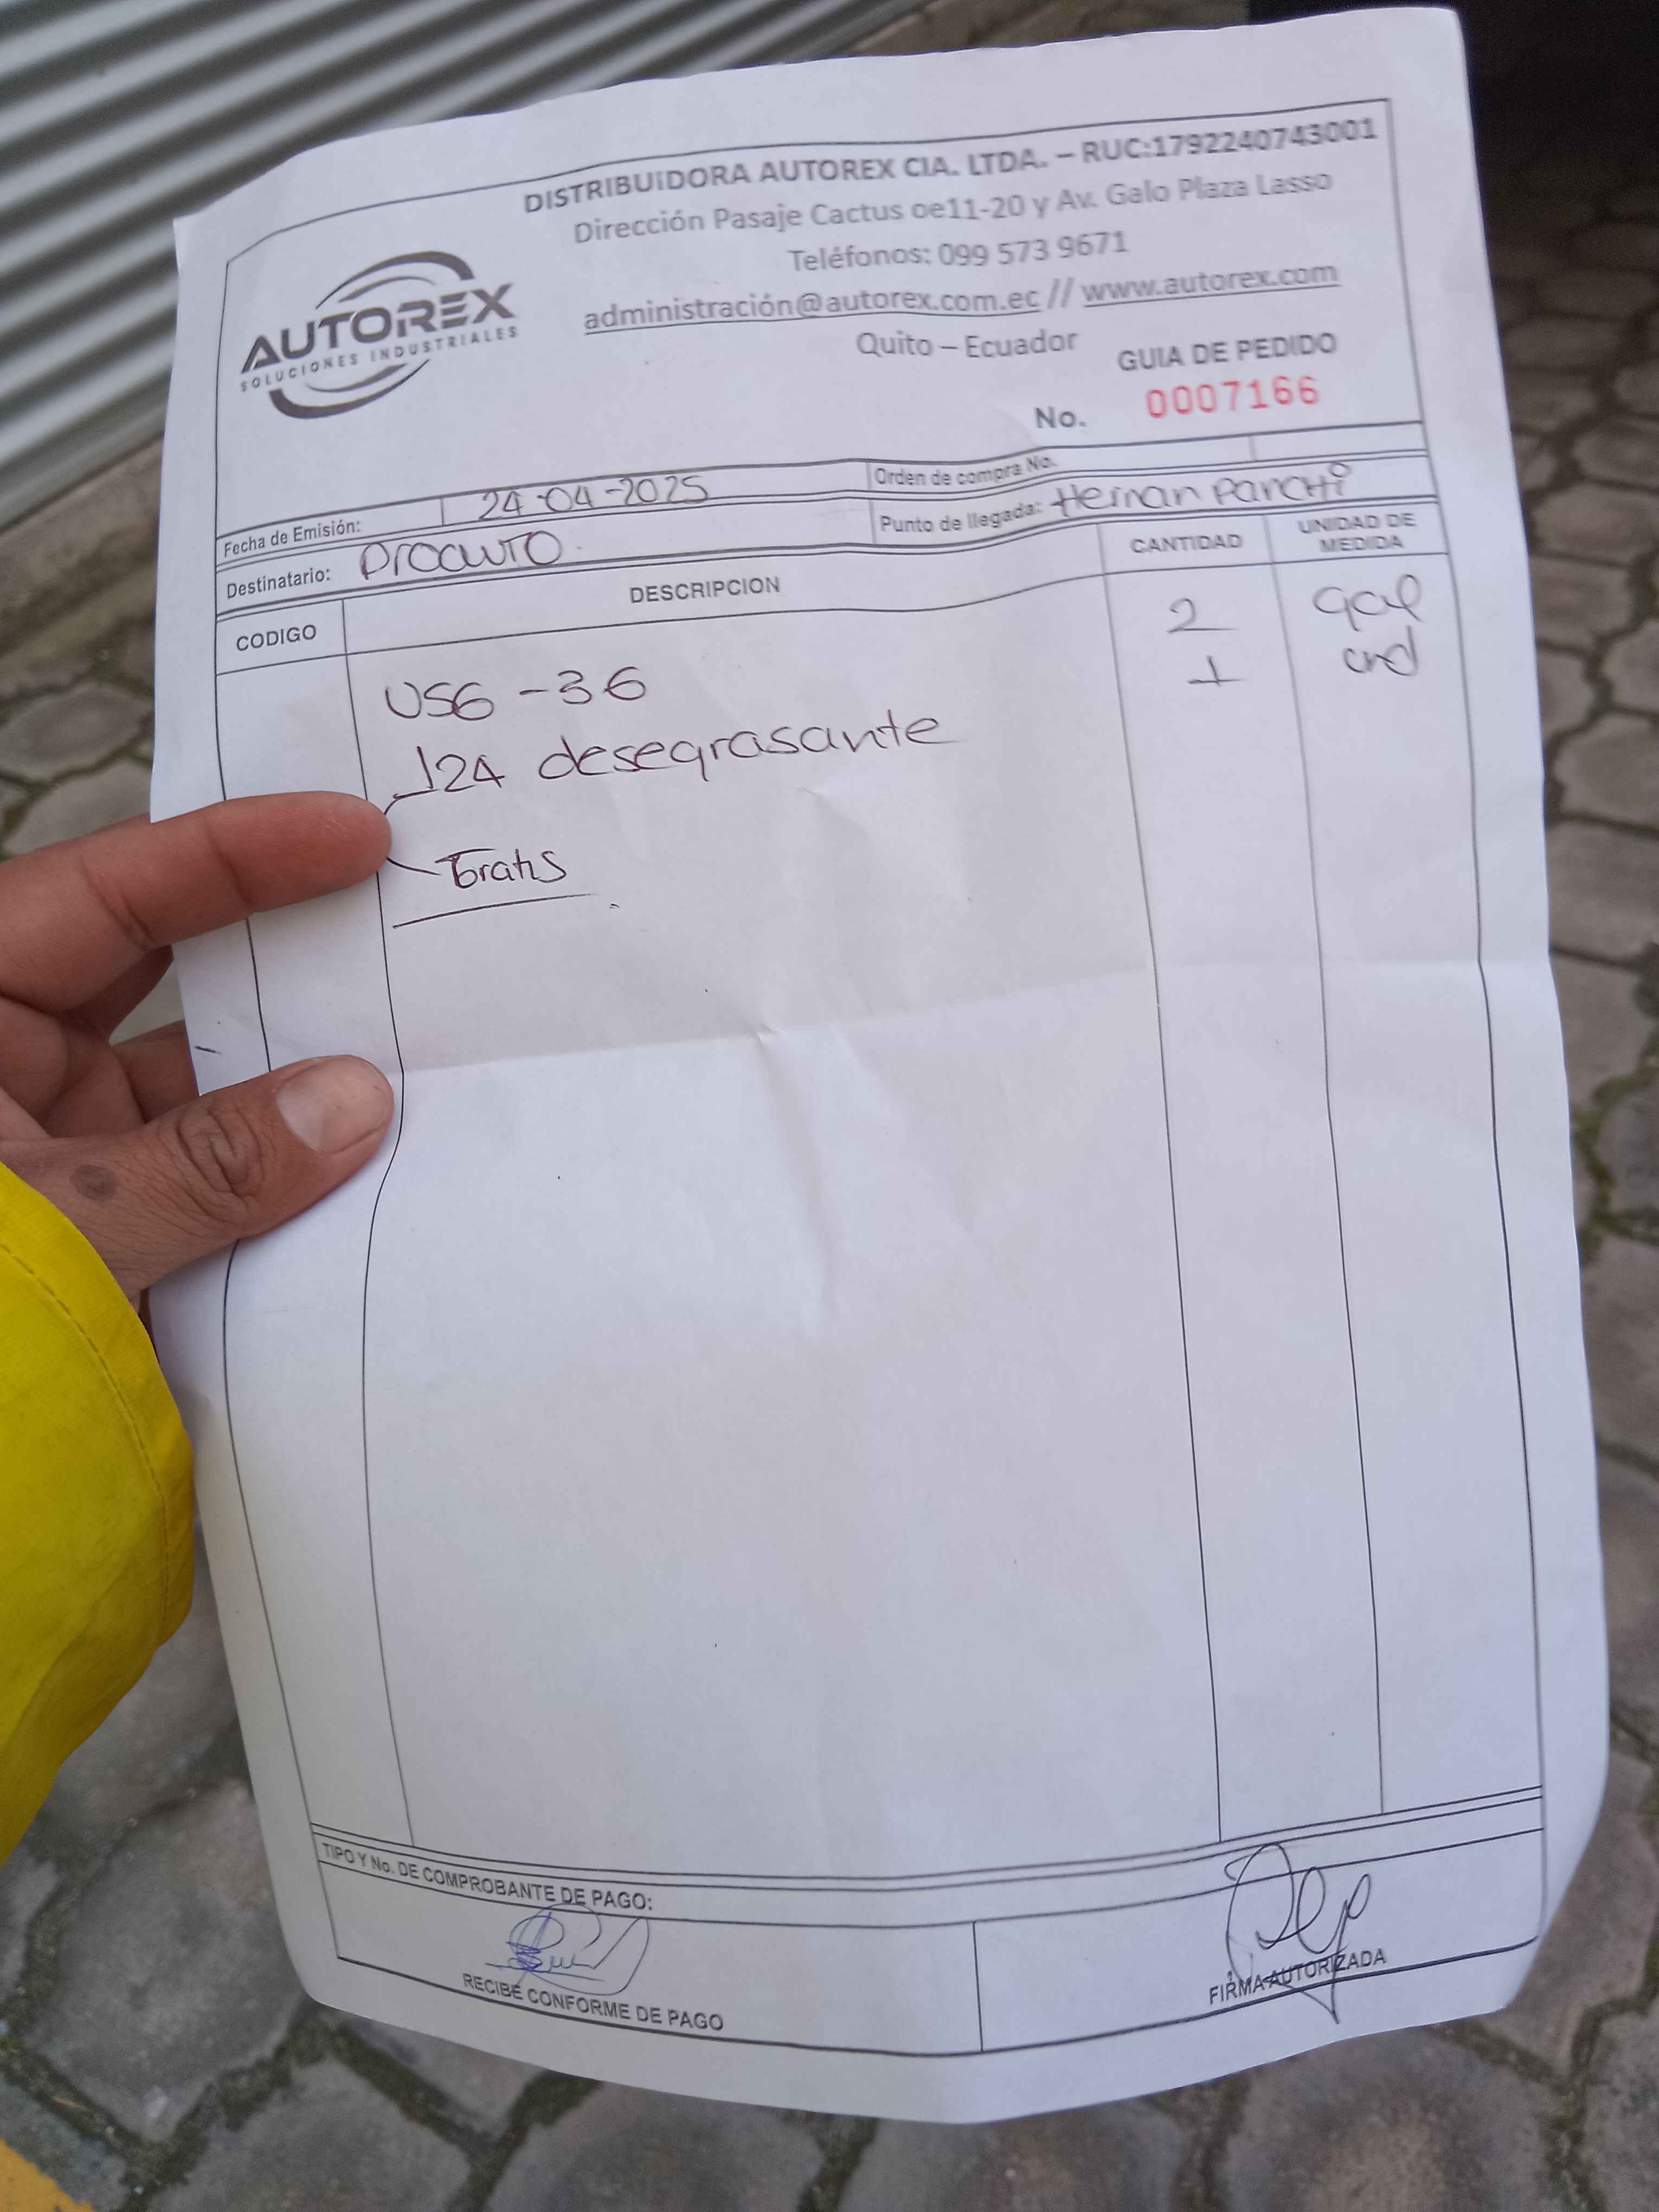 DISTRIBUiDORA AUTOREX CIA. LTDA. – RUC:1792240743001
Dirección Pasaje Cactus oe11-20 y Av. Galo Plaza Lasso
Teléfonos: 099 573 9671
administración@autorex.com.ec // www.autorex.com
Quito – Ecuador
AUTOREX
SOLUCIONES INDUSTRIALES
GUIA DE PEDIDO
No. 0007166
Fecha de Emisión: 24-04-2025
Orden de compra No.
Destinatario:
Punto de llegada: Hernan Parchi
CODIGO DESCRIPCION CANTIDAD UNIDAD DE MEDIDA
US6 - 36 2 gal
124 desegrasante 1 und
Gratis
TIPO Y No. DE COMPROBANTE DE PAGO:
RECIBE CONFORME DE PAGO
FIRMA AUTORIZADA